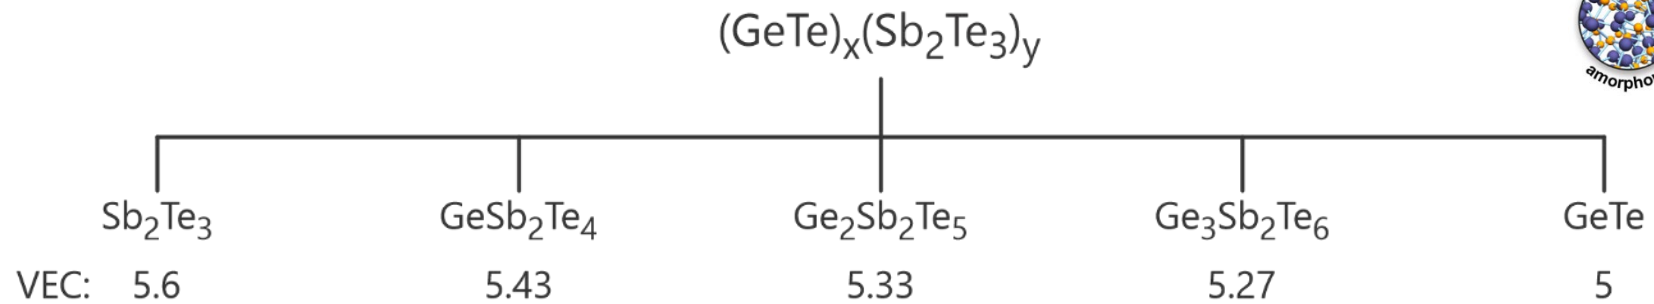 (GeTe)x(Sb2Te3)y
Sb2Te3 GeSb2Te4 Ge2Sb2Te5 Ge3Sb2Te6 GeTe
VEC: 5.6 5.43 5.33 5.27 5